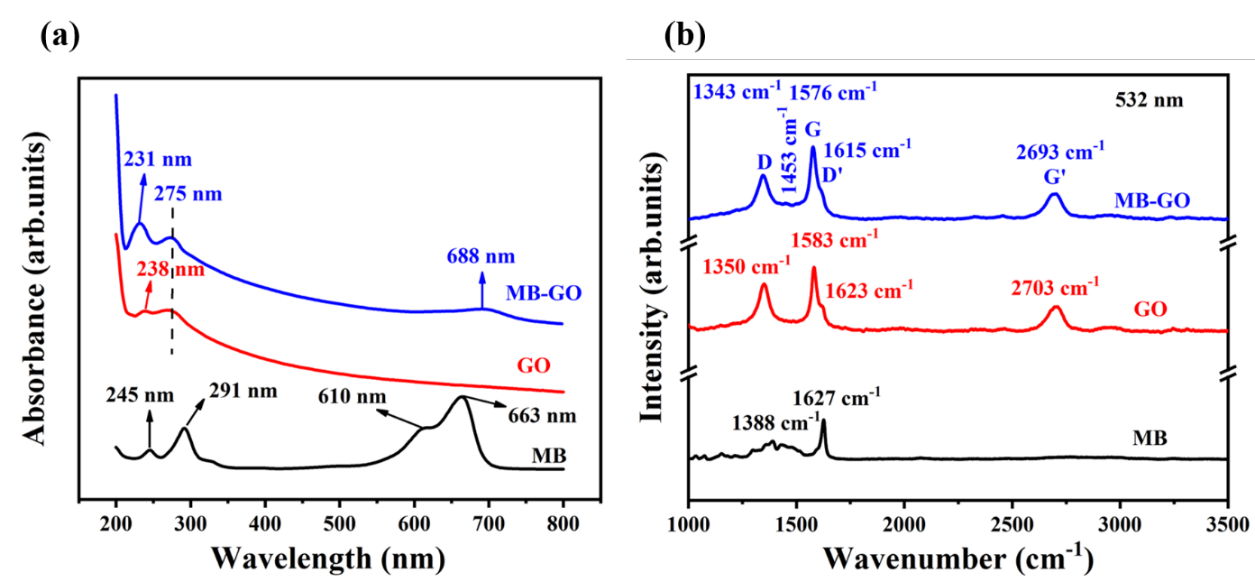 (a)
Absorbance (arb.units)
231 nm
275 nm
688 nm
MB-GO
238 nm
GO
245 nm
291 nm
610 nm
663 nm
MB
200 300 400 500 600 700 800
Wavelength (nm)
(b)
Intensity (arb.units)
1343 cm⁻¹ 1576 cm⁻¹
532 nm
1453 cm⁻¹
G
D
1615 cm⁻¹
D'
2693 cm⁻¹
G'
MB-GO
1583 cm⁻¹
1350 cm⁻¹
1623 cm⁻¹
2703 cm⁻¹
GO
1627 cm⁻¹
1388 cm⁻¹
MB
1000 1500 2000 2500 3000 3500
Wavenumber (cm⁻¹)